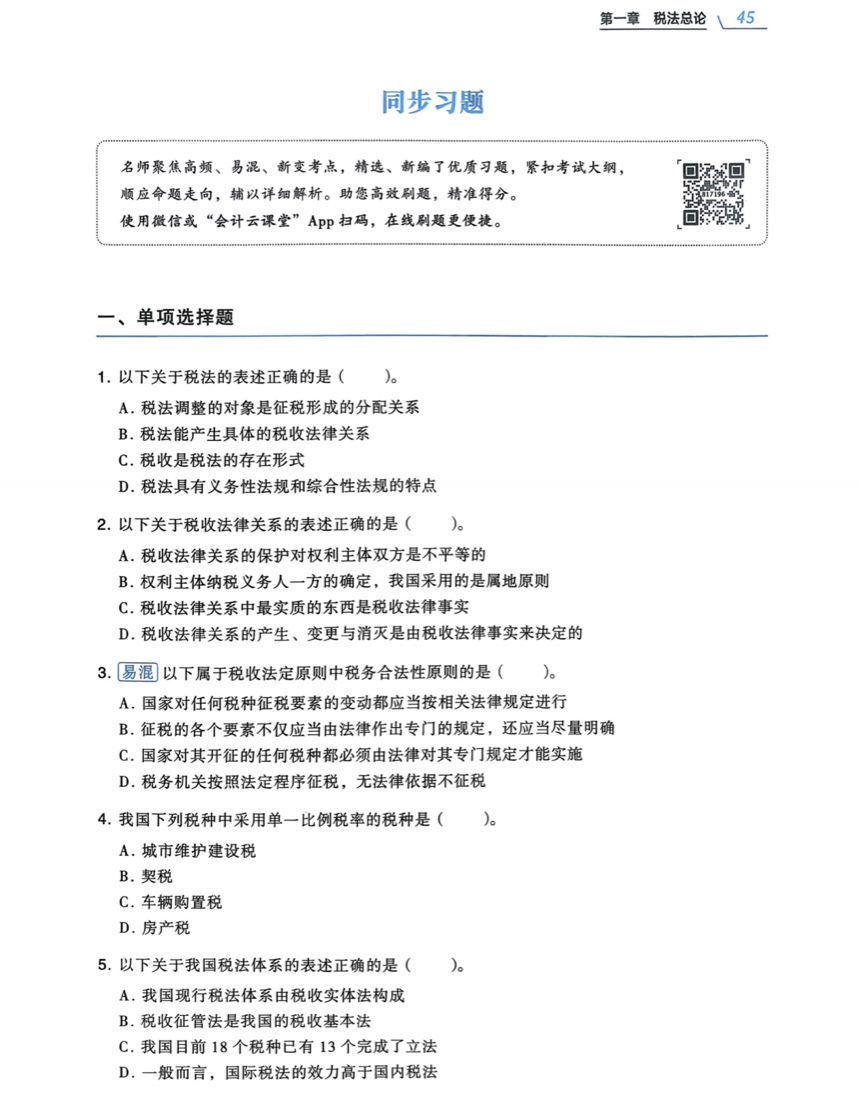 第一章 税法总论 45
同步习题
名师聚焦高频、易混、新变考点，精选、新编了优质习题，紧扣考试大纲，
顺应命题走向，辅以详细解析。助您高效刷题，精准得分。
使用微信或“会计云课堂”App 扫码，在线刷题更便捷。
817196
一、单项选择题
1. 以下关于税法的表述正确的是（　　）。
A. 税法调整的对象是征税形成的分配关系
B. 税法能产生具体的税收法律关系
C. 税收是税法的存在形式
D. 税法具有义务性法规和综合性法规的特点
2. 以下关于税收法律关系的表述正确的是（　　）。
A. 税收法律关系的保护对权利主体双方是不平等的
B. 权利主体纳税义务人一方的确定，我国采用的是属地原则
C. 税收法律关系中最实质的东西是税收法律事实
D. 税收法律关系的产生、变更与消灭是由税收法律事实来决定的
3. 易混 以下属于税收法定原则中税务合法性原则的是（　　）。
A. 国家对任何税种征税要素的变动都应当按相关法律规定进行
B. 征税的各个要素不仅应当由法律作出专门的规定，还应当尽量明确
C. 国家对其开征的任何税种都必须由法律对其专门规定才能实施
D. 税务机关按照法定程序征税，无法律依据不征税
4. 我国下列税种中采用单一比例税率的税种是（　　）。
A. 城市维护建设税
B. 契税
C. 车辆购置税
D. 房产税
5. 以下关于我国税法体系的表述正确的是（　　）。
A. 我国现行税法体系由税收实体法构成
B. 税收征管法是我国的税收基本法
C. 我国目前 18 个税种已有 13 个完成了立法
D. 一般而言，国际税法的效力高于国内税法